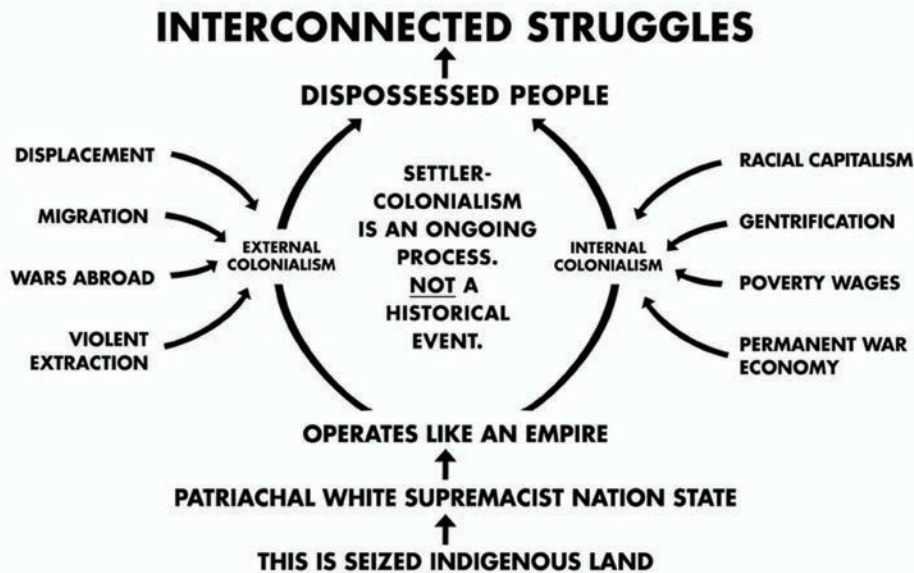 INTERCONNECTED STRUGGLES
DISPOSSESSED PEOPLE
DISPLACEMENT
MIGRATION
WARS ABROAD
VIOLENT
EXTRACTION
EXTERNAL
COLONIALISM
SETTLER-
COLONIALISM
IS AN ONGOING
PROCESS.
NOT A
HISTORICAL
EVENT.
INTERNAL
COLONIALISM
RACIAL CAPITALISM
GENTRIFICATION
POVERTY WAGES
PERMANENT WAR
ECONOMY
OPERATES LIKE AN EMPIRE
PATRIACHAL WHITE SUPREMACIST NATION STATE
THIS IS SEIZED INDIGENOUS LAND